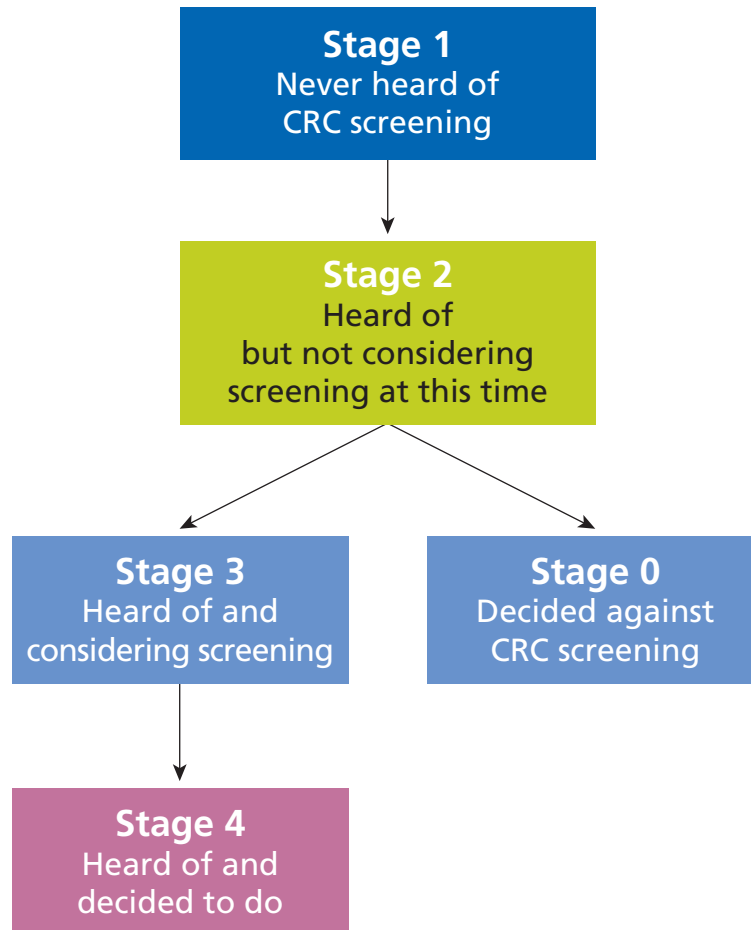 Stage 1
Never heard of
CRC screening
Stage 2
Heard of
but not considering
screening at this time
Stage 3
Heard of and
considering screening
Stage 0
Decided against
CRC screening
Stage 4
Heard of and
decided to do